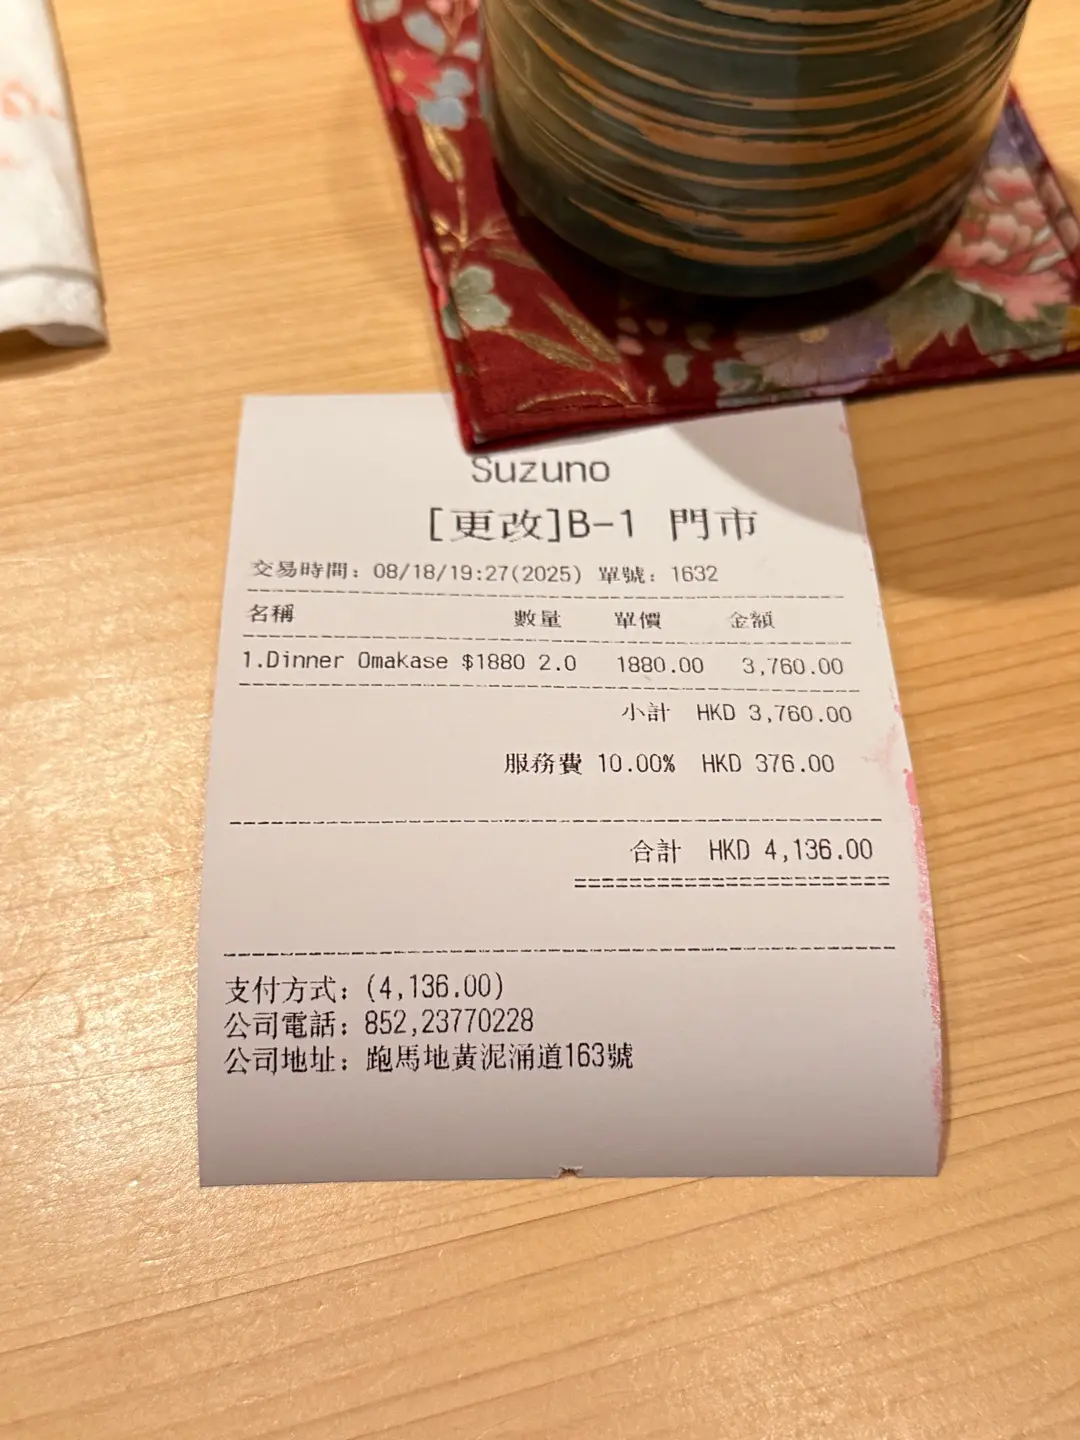 Suzuno
[更改]B-1 門市
交易時間: 08/18/19:27(2025) 單號: 1632
名稱 數量 單價 金額
1.Dinner Omakase $1880 2.0 1880.00 3,760.00
小計 HKD 3,760.00
服務費 10.00% HKD 376.00
合計 HKD 4,136.00
支付方式: (4,136.00)
公司電話: 852,23770228
公司地址: 跑馬地黃泥涌道163號